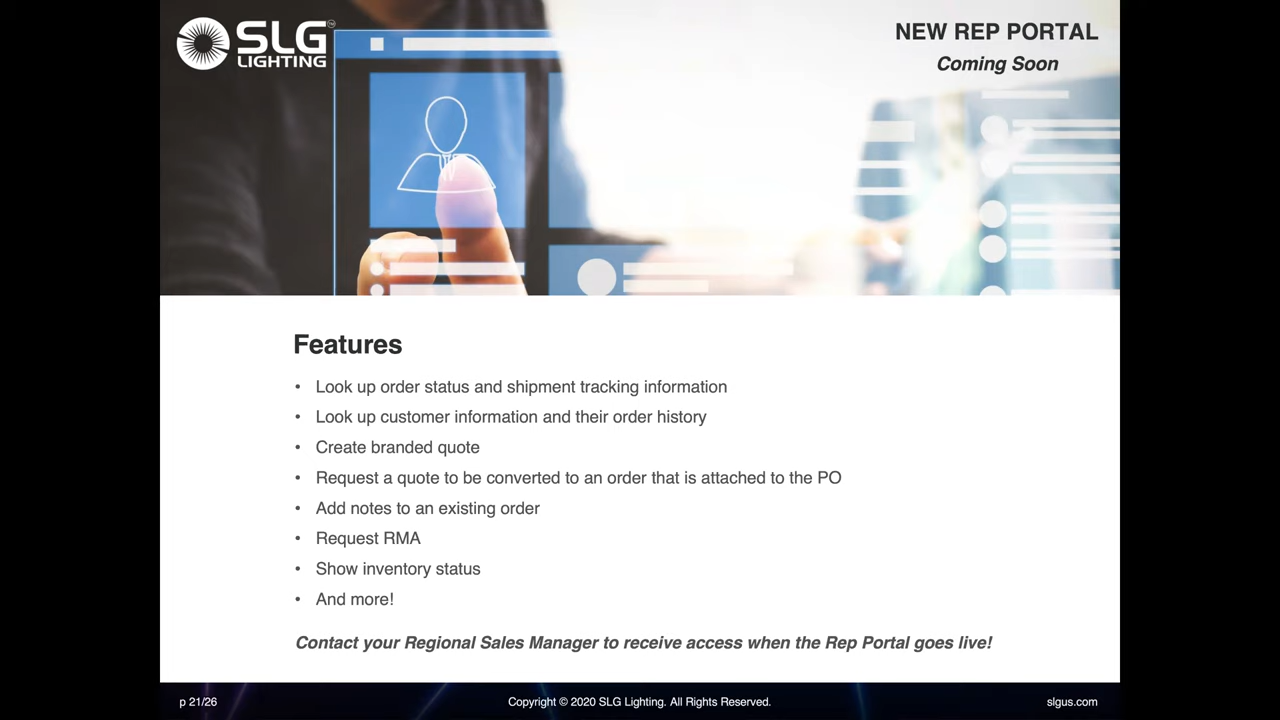 SLG
LIGHTING
TM
NEW REP PORTAL
Coming Soon
Features
• Look up order status and shipment tracking information
• Look up customer information and their order history
• Create branded quote
• Request a quote to be converted to an order that is attached to the PO
• Add notes to an existing order
• Request RMA
• Show inventory status
• And more!
Contact your Regional Sales Manager to receive access when the Rep Portal goes live!
p 21/26
Copyright © 2020 SLG Lighting. All Rights Reserved.
slgus.com